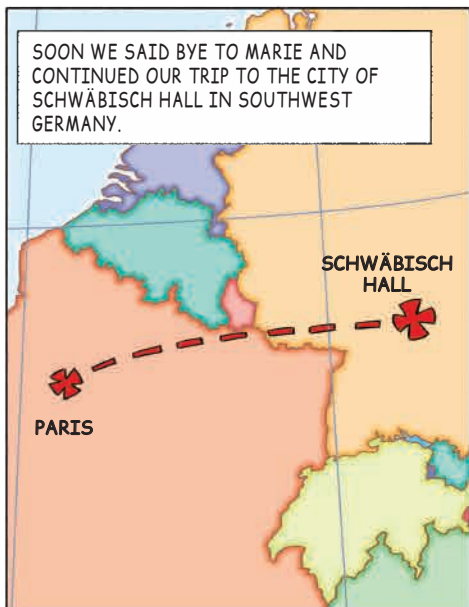 SOON WE SAID BYE TO MARIE AND
CONTINUED OUR TRIP TO THE CITY OF
SCHWÄBISCH HALL IN SOUTHWEST
GERMANY.
SCHWÄBISCH
HALL
PARIS